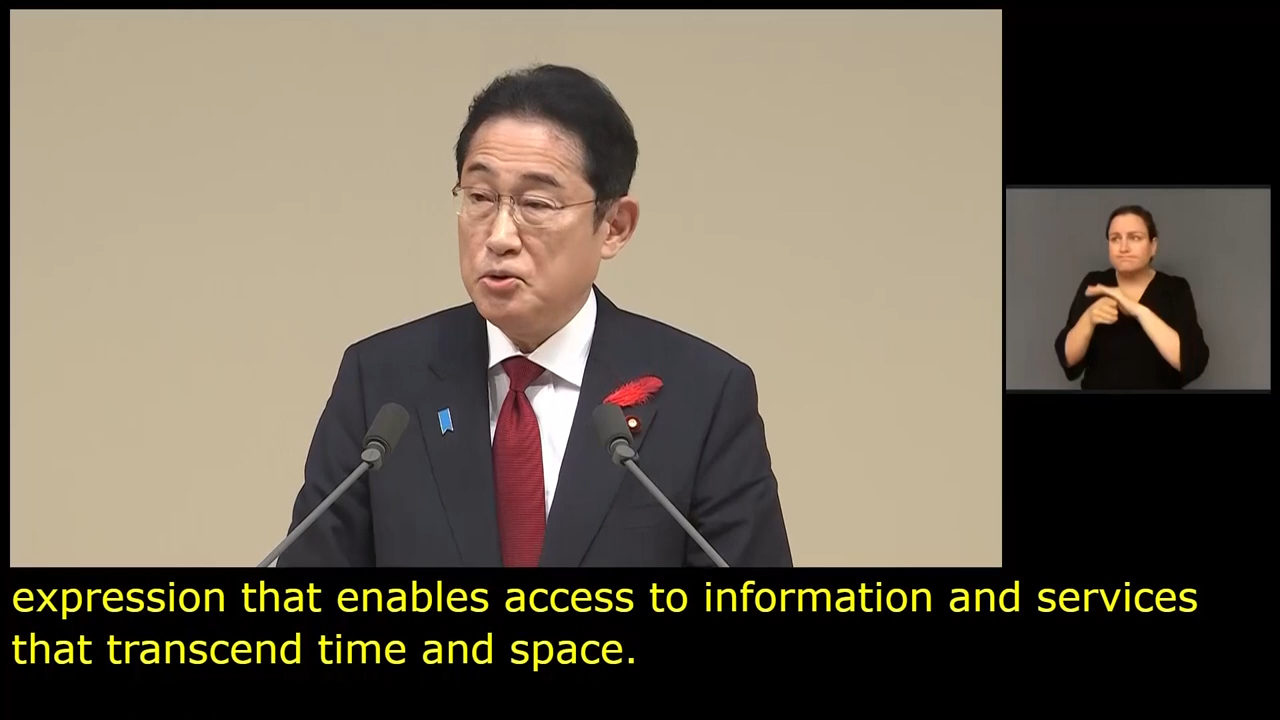 expression that enables access to information and services
that transcend time and space.